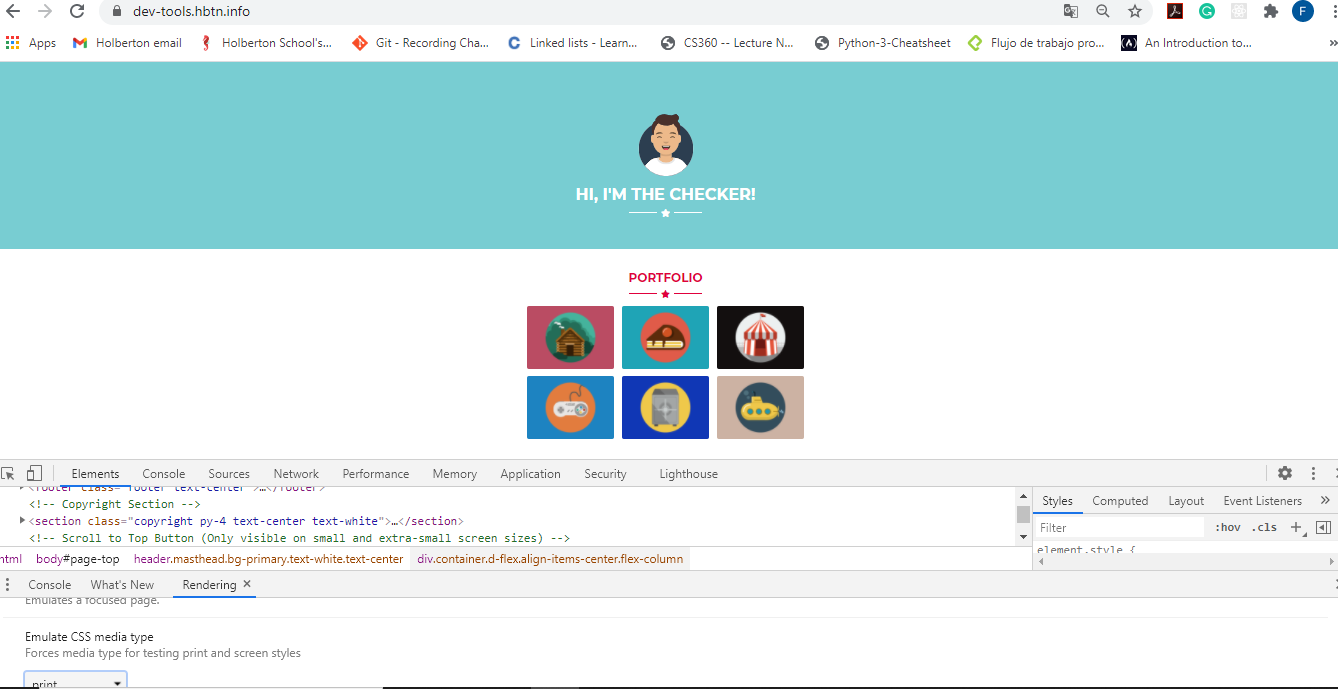 dev-tools.hbtn.info
F
Apps Holberton email Holberton School's... Git - Recording Cha... Linked lists - Learn... CS360 -- Lecture N... Python-3-Cheatsheet Flujo de trabajo pro... An Introduction to... »
HI, I'M THE CHECKER!
PORTFOLIO
Elements Console Sources Network Performance Memory Application Security Lighthouse
<footer class="footer text-center">…</footer>
<!-- Copyright Section -->
<section class="copyright py-4 text-center text-white">…</section>
<!-- Scroll to Top Button (Only visible on small and extra-small screen sizes) -->
Styles Computed Layout Event Listeners »
Filter :hov .cls +
element.style {
html body#page-top header.masthead.bg-primary.text-white.text-center div.container.d-flex.align-items-center.flex-column
Console What's New Rendering ×
Emulates a focused page.
Emulate CSS media type
Forces media type for testing print and screen styles
print